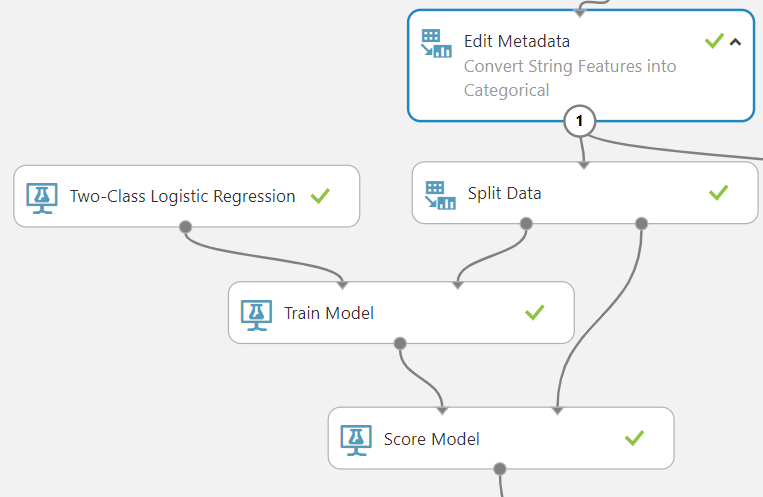 Edit Metadata
Convert String Features into
Categorical
1
Two-Class Logistic Regression
Split Data
Train Model
Score Model